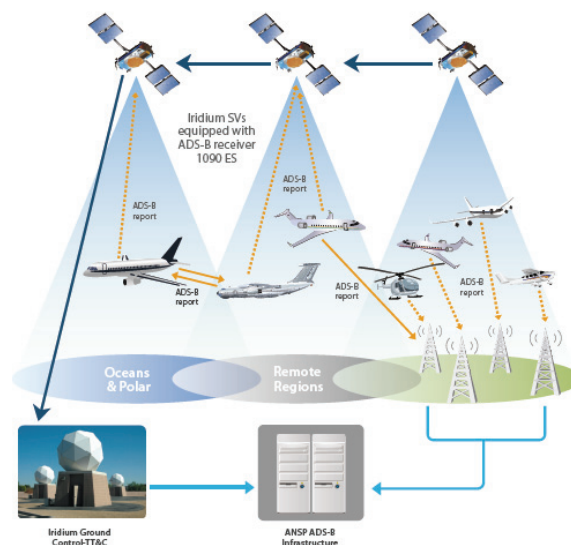 Iridium SVs
equipped with
ADS-B receiver
1090 ES
ADS-B
report
ADS-B
report
ADS-B
report
ADS-B
report
ADS-B
report
Oceans
& Polar
Remote
Regions
Iridium Ground
Control-TT&C
ANSP ADS-B
Infrastructure